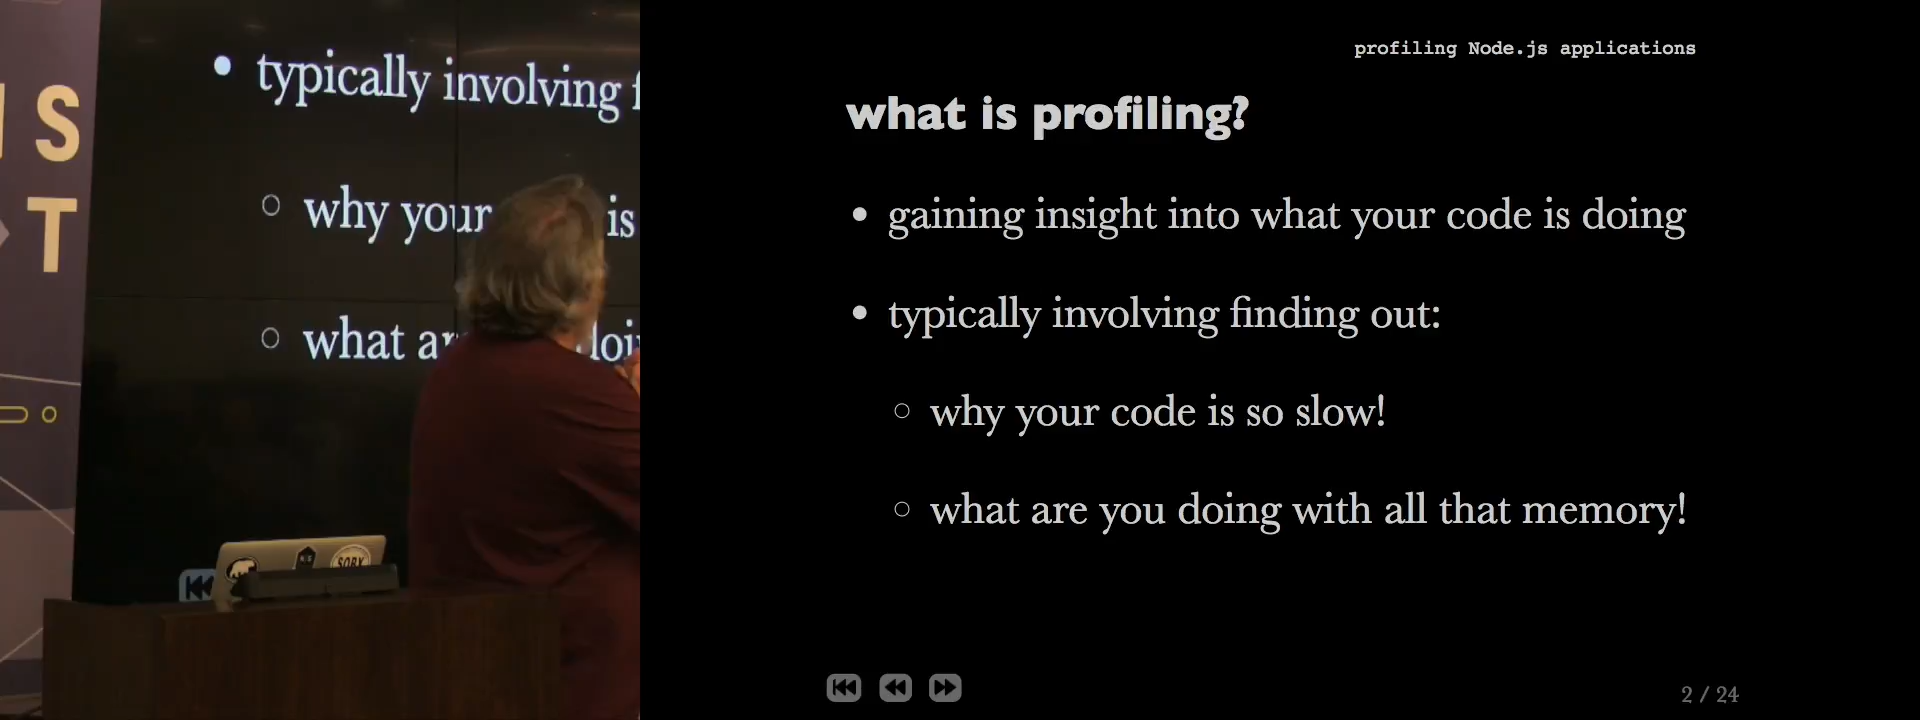 S
T
typically involving
why your is
what
SOBX
profiling Node.js applications
what is profiling?
• gaining insight into what your code is doing
• typically involving finding out:
○ why your code is so slow!
○ what are you doing with all that memory!
2 / 24